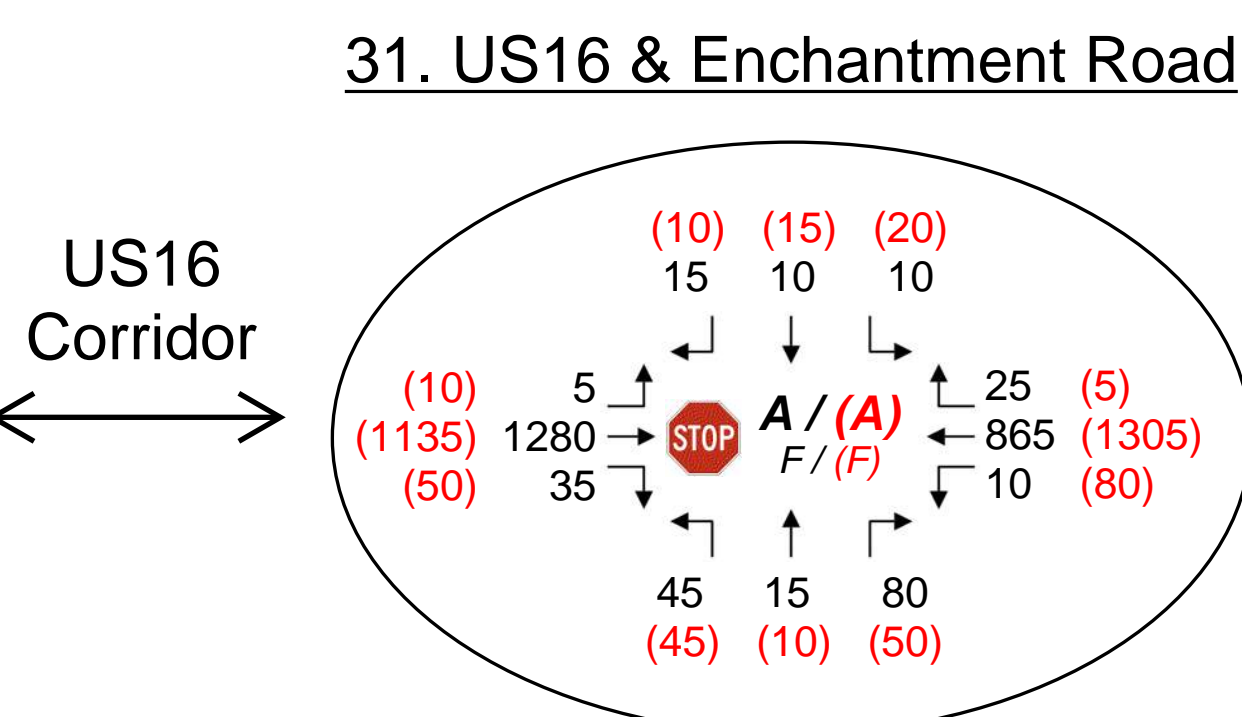 31. US16 & Enchantment Road
US16
Corridor
(10) (15) (20)
15 10 10
(10) 5 25 (5)
(1135) 1280 STOP A / (A) 865 (1305)
F / (F)
(50) 35 10 (80)
45 15 80
(45) (10) (50)